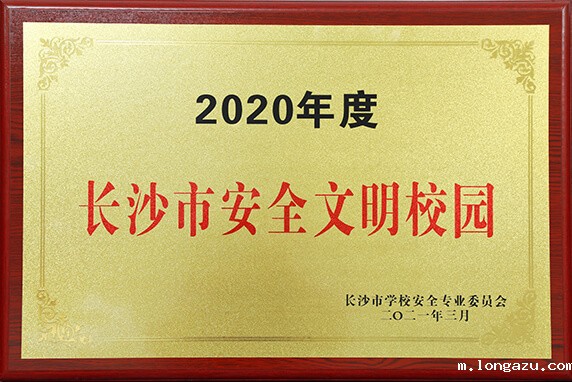 2020年度
长沙市安全文明校园
长沙市学校安全专业委员会
二〇二一年三月
m.longazu.com